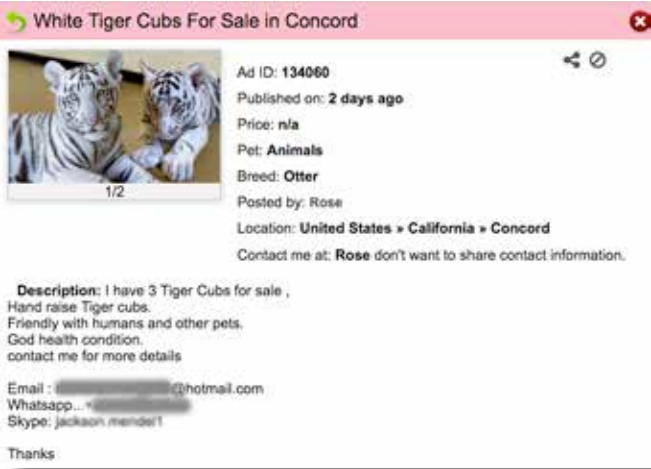 White Tiger Cubs For Sale in Concord
Ad ID: 134060
Published on: 2 days ago
Price: n/a
Pet: Animals
Breed: Otter
Posted by: Rose
Location: United States » California » Concord
Contact me at: Rose don't want to share contact information.
1/2
Description: I have 3 Tiger Cubs for sale ,
Hand raise Tiger cubs.
Friendly with humans and other pets.
God health condition.
contact me for more details
Email : @hotmail.com
Whatsapp...+
Skype:
Thanks